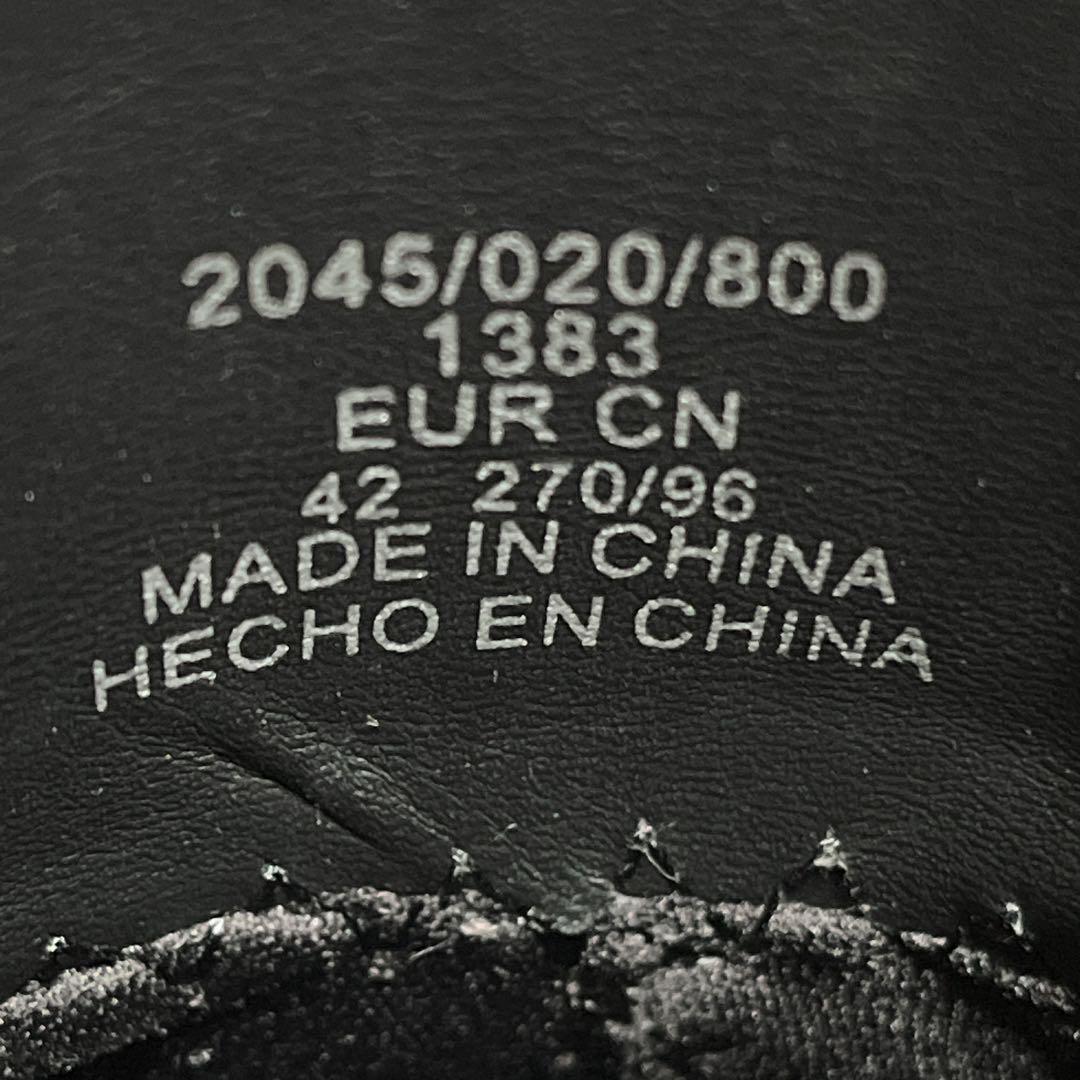 2045/020/800
1383
EUR CN
42 270/96
MADE IN CHINA
HECHO EN CHINA